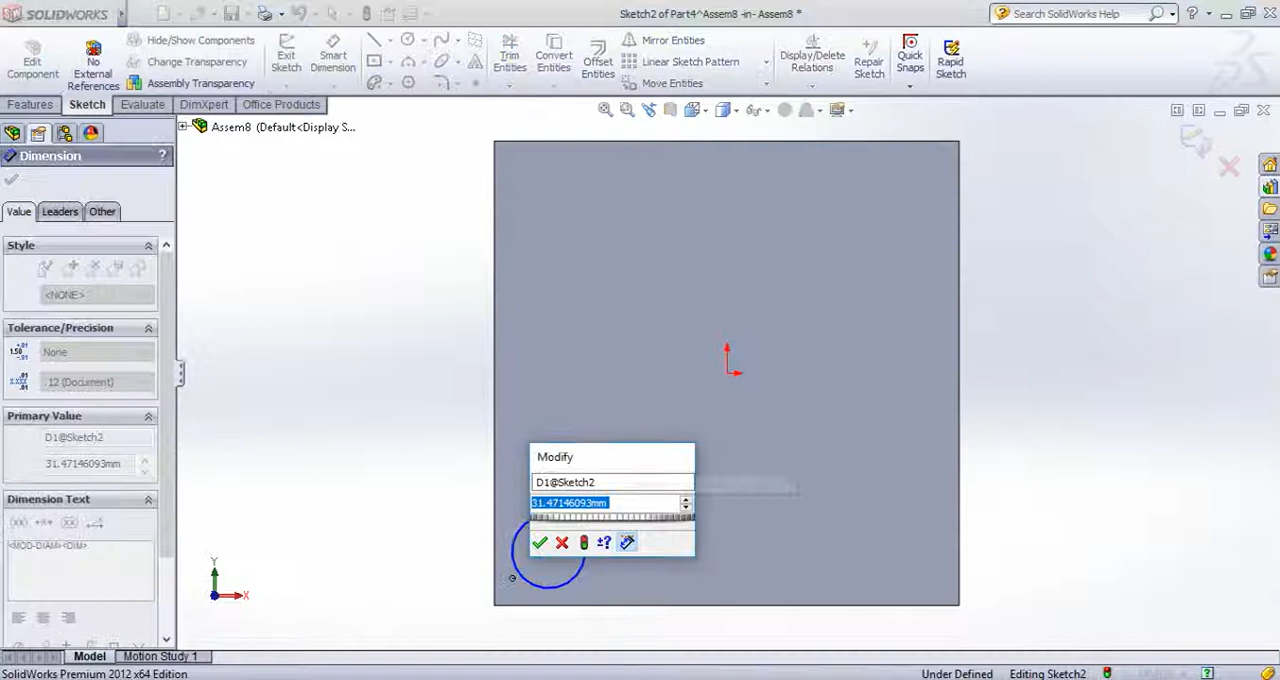 SOLIDWORKS
Sketch2 of Part4^Assem8 -in- Assem8 *
Search SolidWorks Help
Edit Component
No External References
Hide/Show Components
Change Transparency
Assembly Transparency
Exit Sketch
Smart Dimension
Trim Entities
Convert Entities
Offset Entities
Mirror Entities
Linear Sketch Pattern
Move Entities
Display/Delete Relations
Repair Sketch
Quick Snaps
Rapid Sketch
Features
Sketch
Evaluate
DimXpert
Office Products
Assem8 (Default<Display S...
Dimension
?
Value
Leaders
Other
Style
<NONE>
Tolerance/Precision
None
.12 (Document)
Primary Value
D1@Sketch2
31.47146093mm
Dimension Text
<MOD-DIAM><DIM>
Modify
D1@Sketch2
31.47146093mm
±?
Y
X
Model
Motion Study 1
SolidWorks Premium 2012 x64 Edition
Under Defined
Editing Sketch2
?